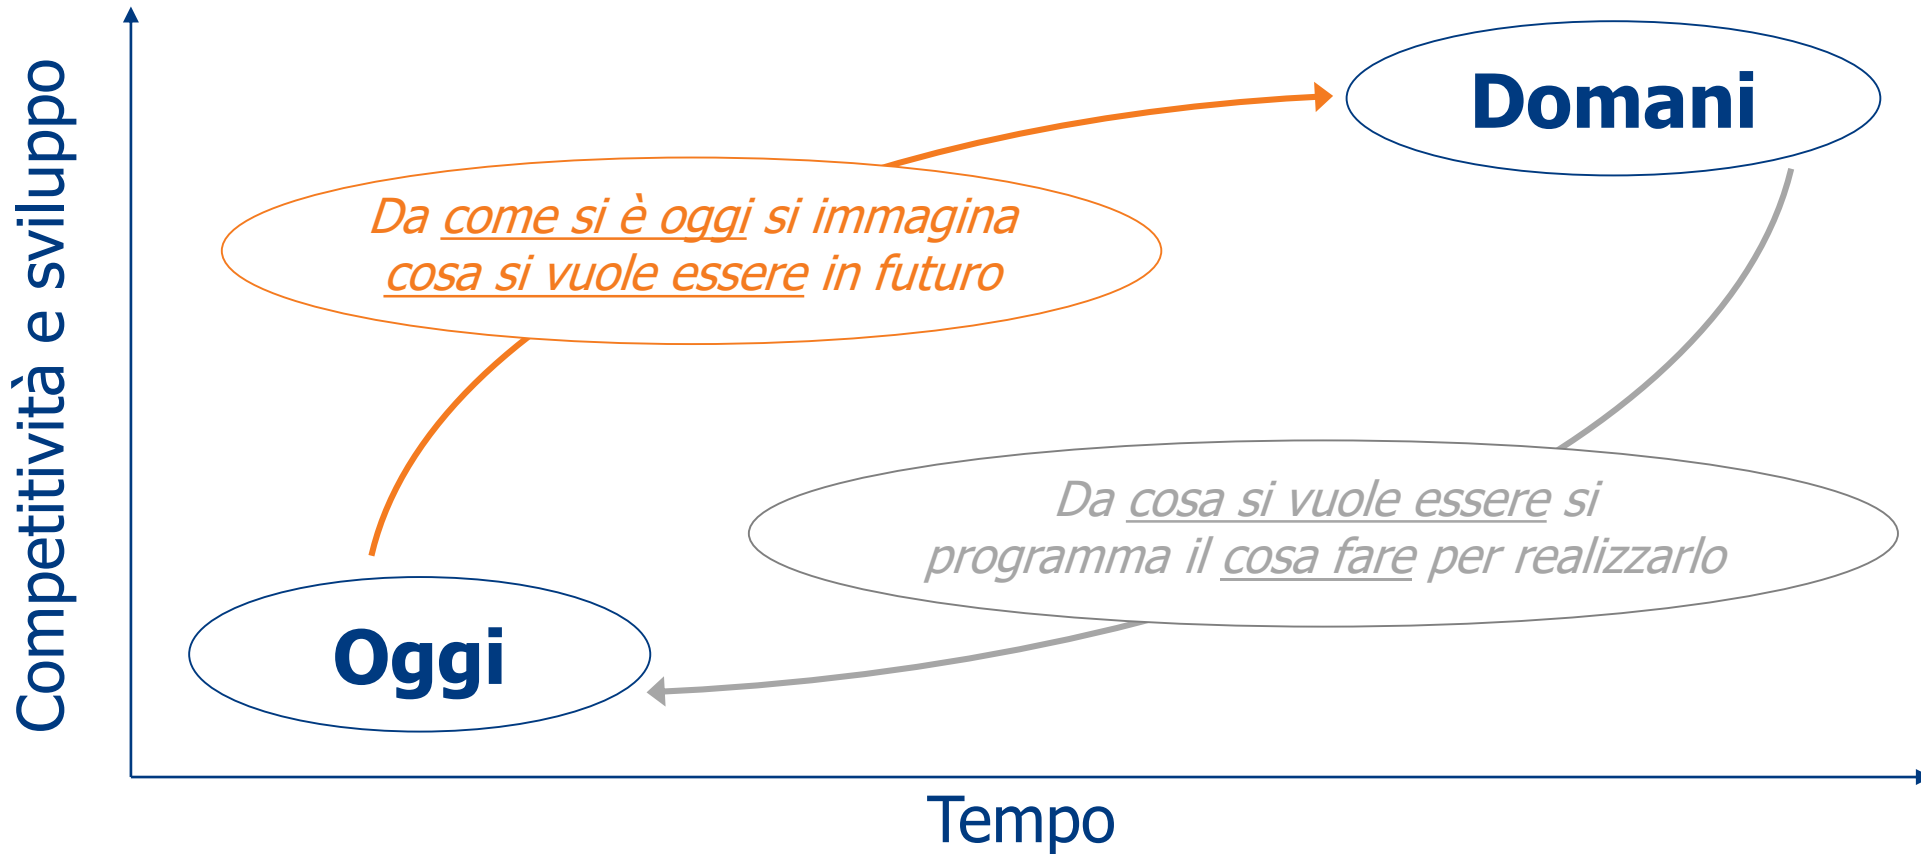 Competitività e sviluppo
Domani
Da come si è oggi si immagina
cosa si vuole essere in futuro
Da cosa si vuole essere si
programma il cosa fare per realizzarlo
Oggi
Tempo